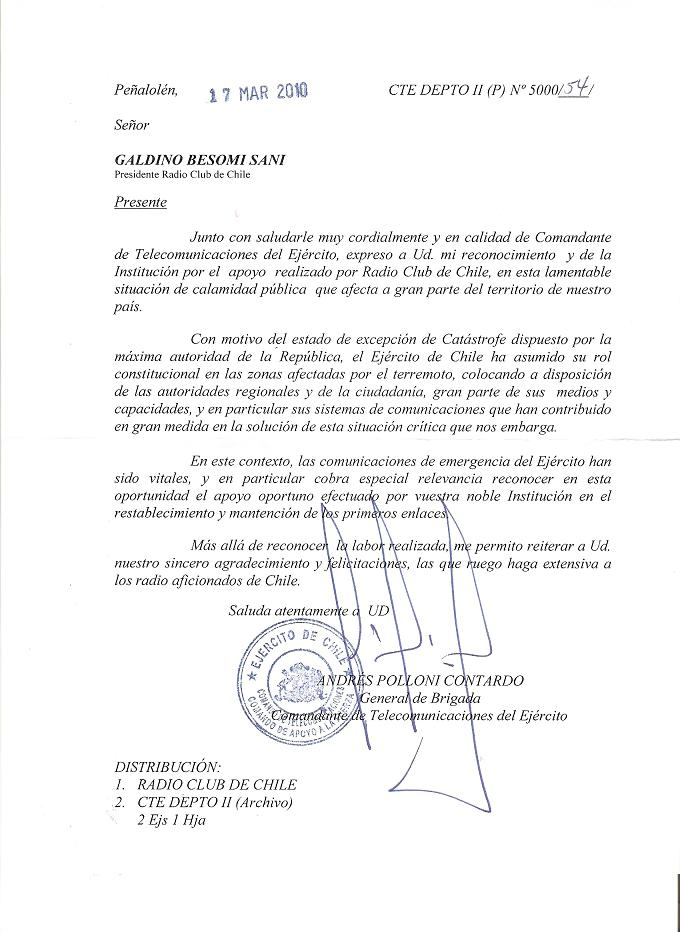 Peñalolén, 17 MAR 2010 CTE DEPTO II (P) Nº 5000/54/
Señor
GALDINO BESOMI SANI
Presidente Radio Club de Chile
Presente
Junto con saludarle muy cordialmente y en calidad de Comandante
de Telecomunicaciones del Ejército, expreso a Ud. mi reconocimiento y de la
Institución por el apoyo realizado por Radio Club de Chile, en esta lamentable
situación de calamidad pública que afecta a gran parte del territorio de nuestro
país.
Con motivo del estado de excepción de Catástrofe dispuesto por la
máxima autoridad de la República, el Ejército de Chile ha asumido su rol
constitucional en las zonas afectadas por el terremoto, colocando a disposición
de las autoridades regionales y de la ciudadanía, gran parte de sus medios y
capacidades, y en particular sus sistemas de comunicaciones que han contribuido
en gran medida en la solución de esta situación crítica que nos embarga.
En este contexto, las comunicaciones de emergencia del Ejército han
sido vitales, y en particular cobra especial relevancia reconocer en esta
oportunidad el apoyo oportuno efectuado por vuestra noble Institución en el
restablecimiento y mantención de los primeros enlaces
Más allá de reconocer la labor realizada, me permito reiterar a Ud.
nuestro sincero agradecimiento y felicitaciones, las que ruego haga extensiva a
los radio aficionados de Chile.
Saluda atentamente a UD
EJERCITO DE CHILE
COMANDO DE APOYO A LA FUERZA
ANDRÉS POLLONI CONTARDO
General de Brigada
Comandante de Telecomunicaciones del Ejército
DISTRIBUCIÓN:
1. RADIO CLUB DE CHILE
2. CTE DEPTO II (Archivo)
2 Ejs 1 Hja